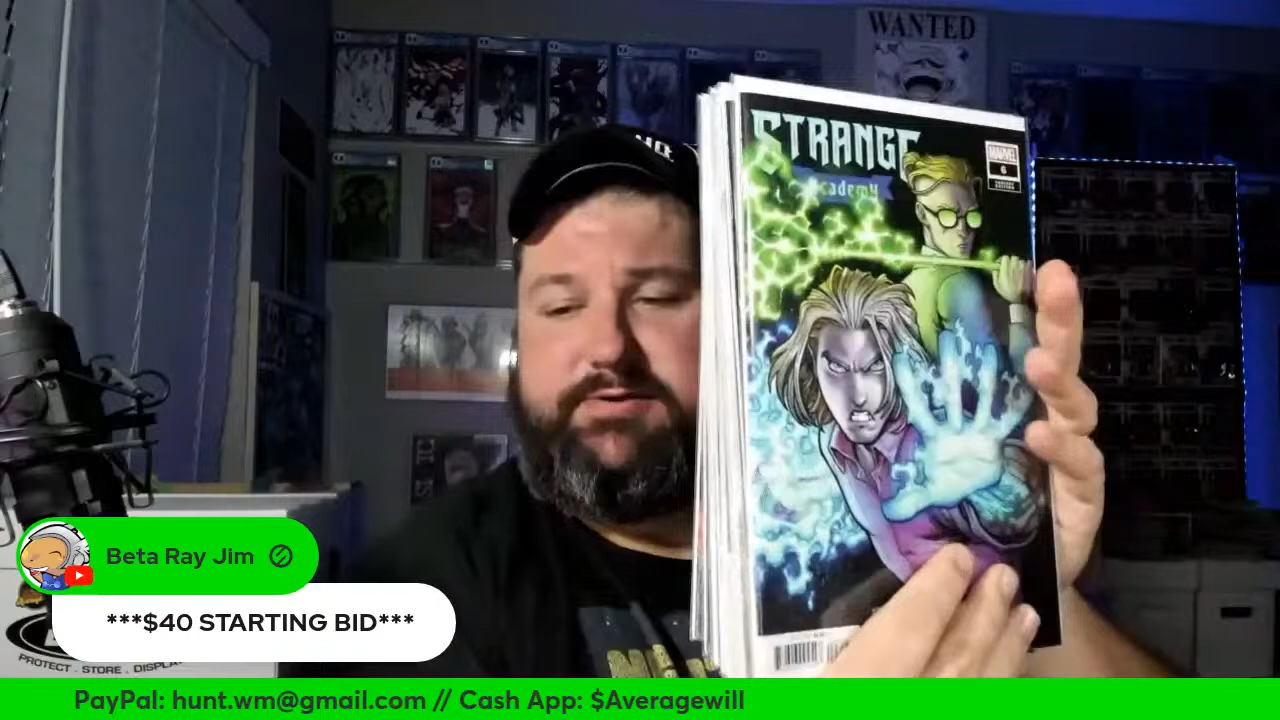 WANTED
STRANGE
Academy
MARVEL
6
Beta Ray Jim
***$40 STARTING BID***
PROTECT . STORE . DISPLAY
PayPal: hunt.wm@gmail.com // Cash App: $Averagewill